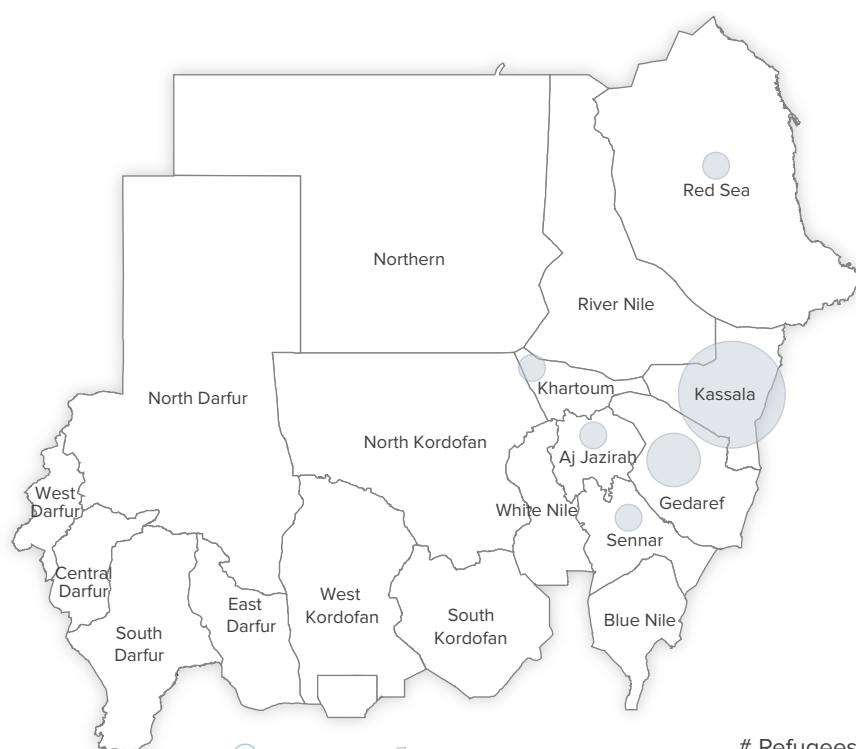 Red Sea
Northern
River Nile
Khartoum
Kassala
North Darfur
North Kordofan
Aj Jazirah
West
Darfur
White Nile
Gedaref
Sennar
Central
Darfur
East
Darfur
West
Kordofan
South
Kordofan
Blue Nile
South
Darfur
# Refugees